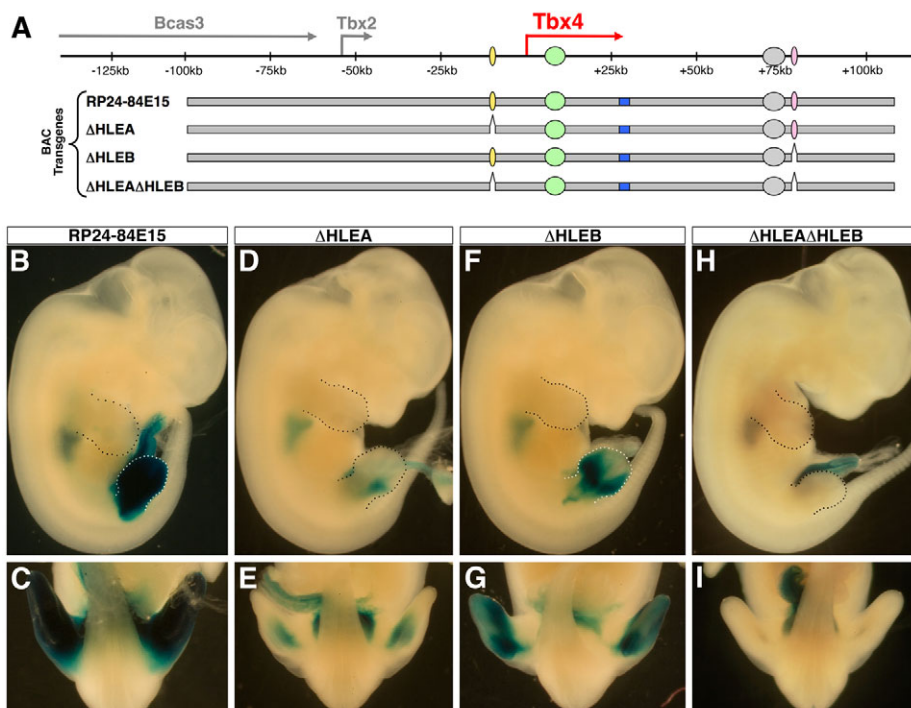 A
Bcas3
Tbx2
Tbx4
-125kb -100kb -75kb -50kb -25kb +25kb +50kb +75kb +100kb
BAC
Transgenes
RP24-84E15
ΔHLEA
ΔHLEB
ΔHLEAΔHLEB
RP24-84E15 ΔHLEA ΔHLEB ΔHLEAΔHLEB
B D F H
C E G I